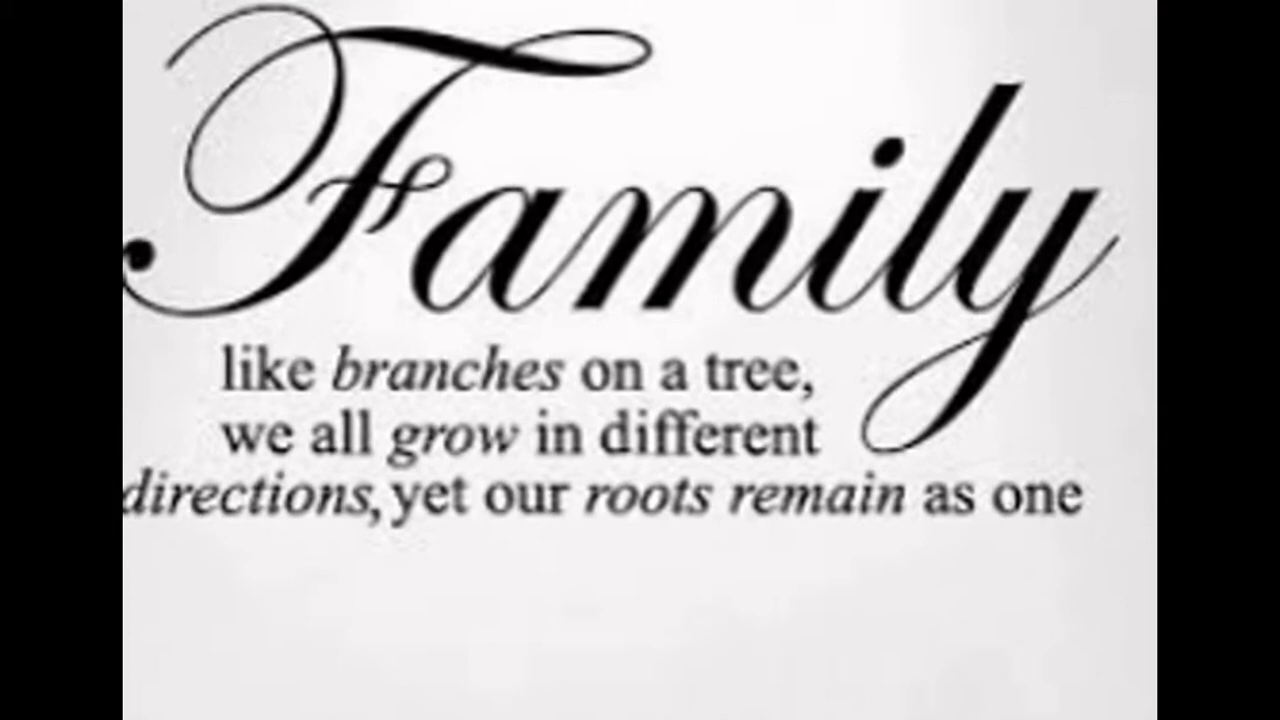 Family
like branches on a tree,
we all grow in different
directions, yet our roots remain as one